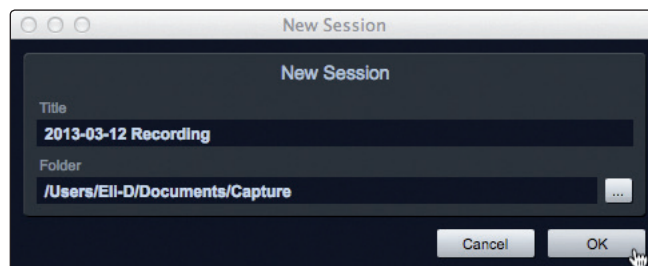 New Session
New Session
Title
2013-03-12 Recording
Folder
/Users/Eli-D/Documents/Capture
...
Cancel
OK